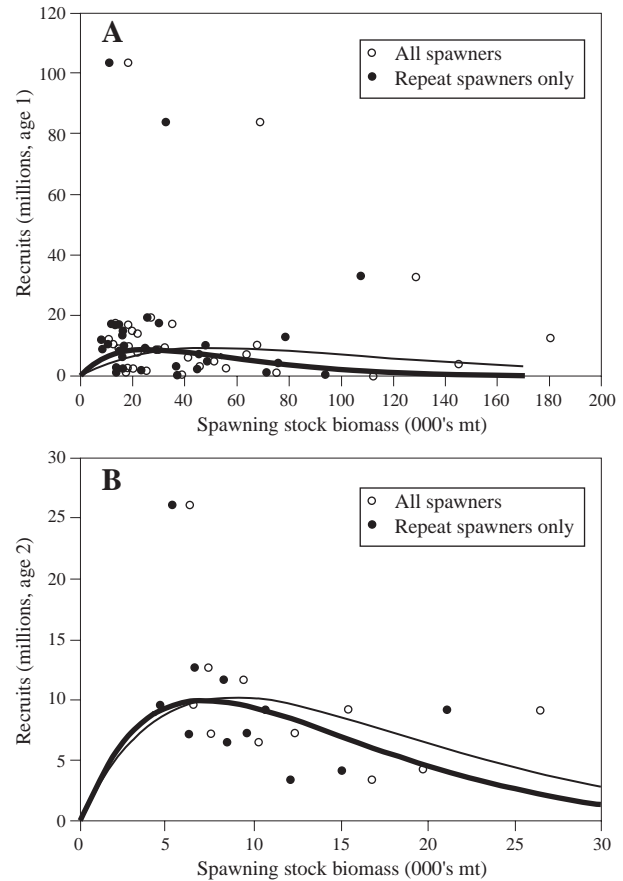 A
All spawners
Repeat spawners only
120
100
80
60
40
20
0
Recruits (millions, age 1)
0 20 40 60 80 100 120 140 160 180 200
Spawning stock biomass (000's mt)
B
All spawners
Repeat spawners only
30
25
20
15
10
5
0
Recruits (millions, age 2)
0 5 10 15 20 25 30
Spawning stock biomass (000's mt)